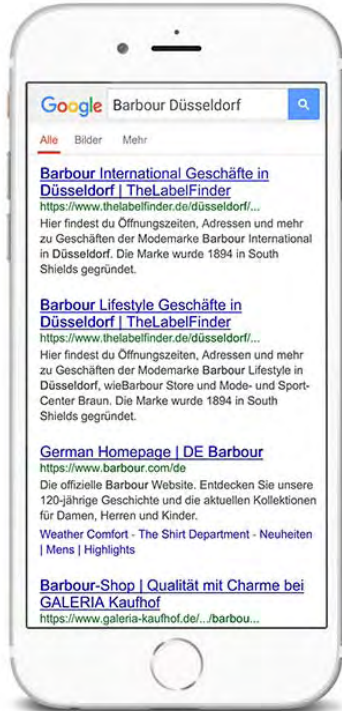 Google Barbour Düsseldorf
Alle Bilder Mehr
Barbour International Geschäfte in
Düsseldorf | TheLabelFinder
https://www.thelabelfinder.de/düsseldorf/...
Hier findest du Öffnungszeiten, Adressen und mehr
zu Geschäften der Modemarke Barbour International
in Düsseldorf. Die Marke wurde 1894 in South
Shields gegründet.
Barbour Lifestyle Geschäfte in
Düsseldorf | TheLabelFinder
https://www.thelabelfinder.de/düsseldorf/...
Hier findest du Öffnungszeiten, Adressen und mehr
zu Geschäften der Modemarke Barbour Lifestyle in
Düsseldorf, wieBarbour Store und Mode- und Sport-
Center Braun. Die Marke wurde 1894 in South
Shields gegründet.
German Homepage | DE Barbour
https://www.barbour.com/de
Die offizielle Barbour Website. Entdecken Sie unsere
120-jährige Geschichte und die aktuellen Kollektionen
für Damen, Herren und Kinder.
Weather Comfort - The Shirt Department - Neuheiten
| Mens | Highlights
Barbour-Shop | Qualität mit Charme bei
GALERIA Kaufhof
https://www.galeria-kaufhof.de/.../barbou...